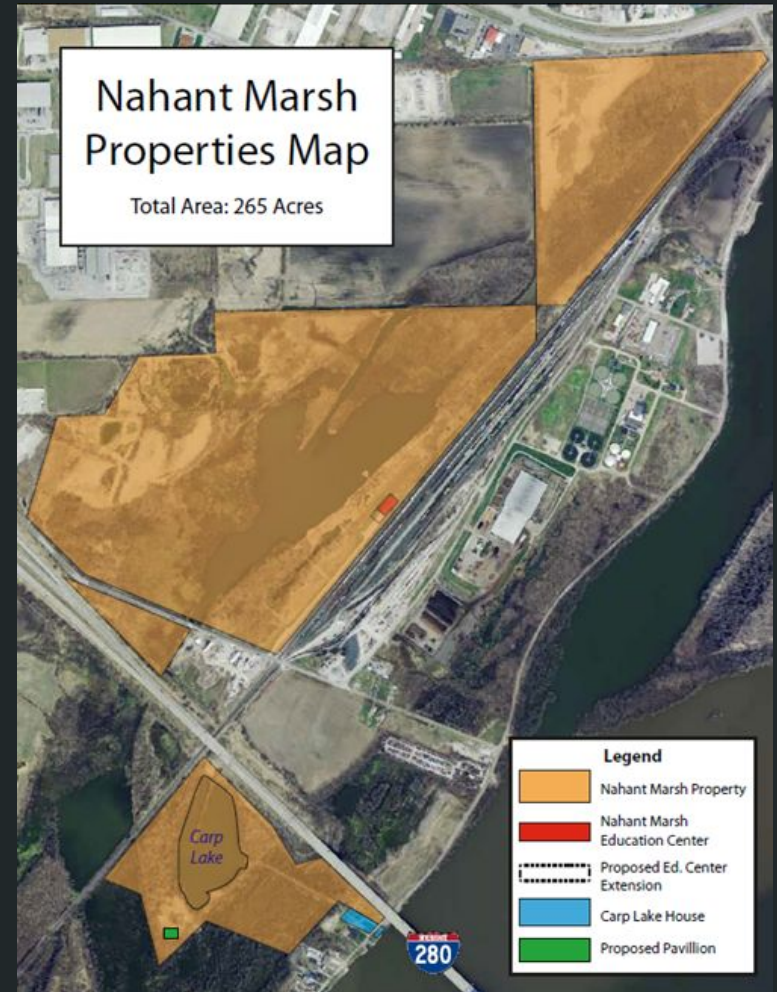 Nahant Marsh
Properties Map
Total Area: 265 Acres
Carp
Lake
280
Legend
Nahant Marsh Property
Nahant Marsh
Education Center
Proposed Ed. Center
Extension
Carp Lake House
Proposed Pavillion